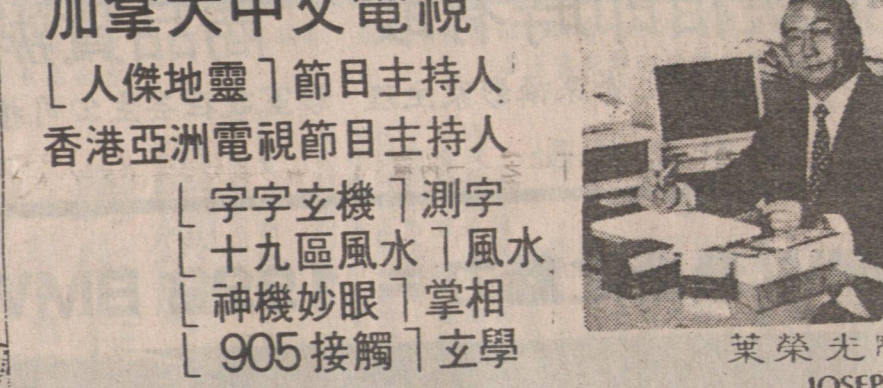 加拿大中文電視
「人傑地靈」節目主持人
香港亞洲電視節目主持人
「字字玄機」測字
「十九區風水」風水
「神機妙眼」掌相
「905接觸」玄學
葉榮光
JOSEP